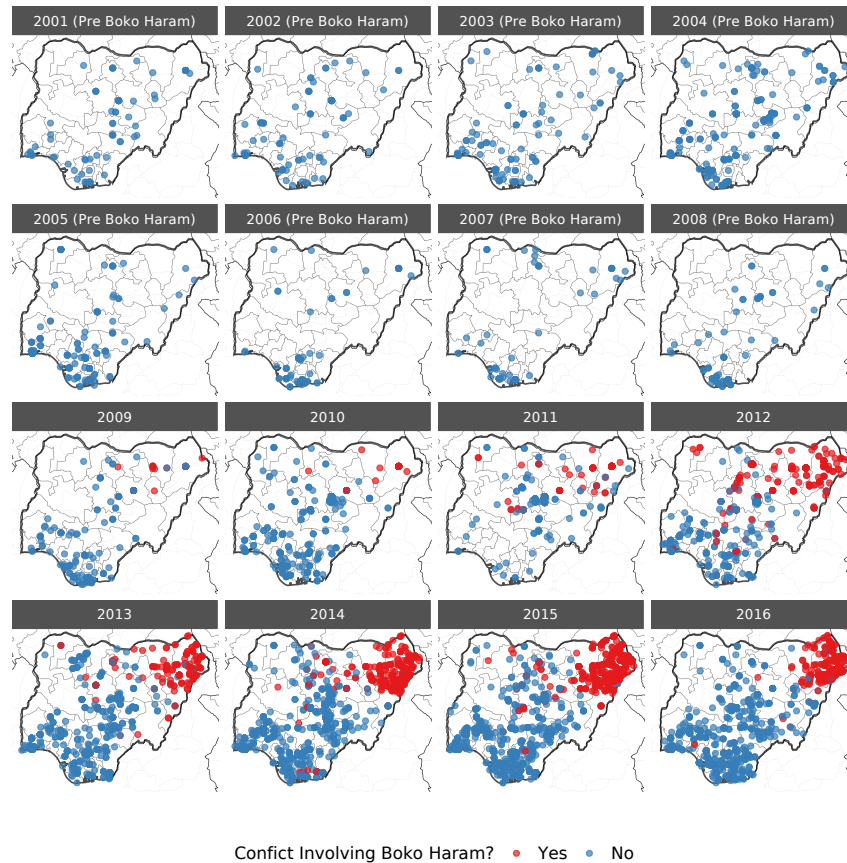 2001 (Pre Boko Haram)
2002 (Pre Boko Haram)
2003 (Pre Boko Haram)
2004 (Pre Boko Haram)
2005 (Pre Boko Haram)
2006 (Pre Boko Haram)
2007 (Pre Boko Haram)
2008 (Pre Boko Haram)
2009
2010
2011
2012
2013
2014
2015
2016
Confict Involving Boko Haram? Yes No